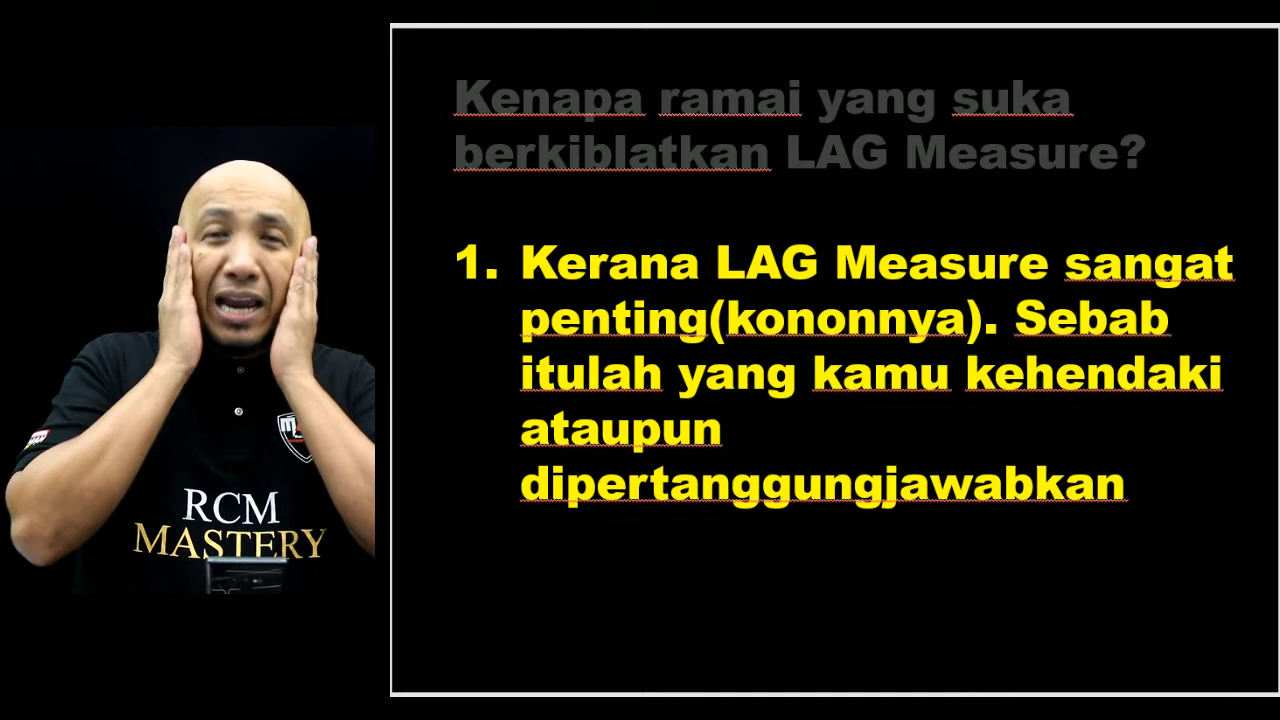 Kenapa ramai yang suka
berkiblatkan LAG Measure?
1. Kerana LAG Measure sangat
penting(kononnya). Sebab
itulah yang kamu kehendaki
ataupun
dipertanggungjawabkan
RCM
MASTERY